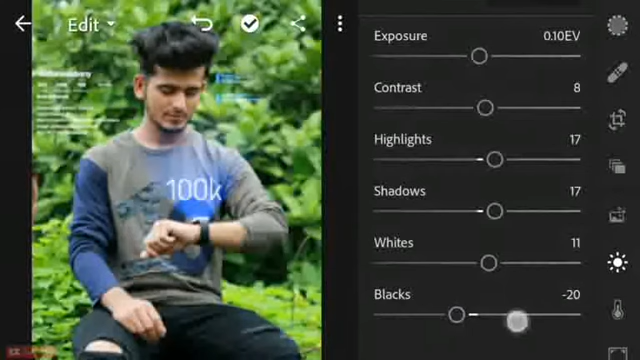 Edit
Exposure 0.10EV
Contrast 8
100k
Highlights 17
Shadows 17
Whites 11
Blacks -20